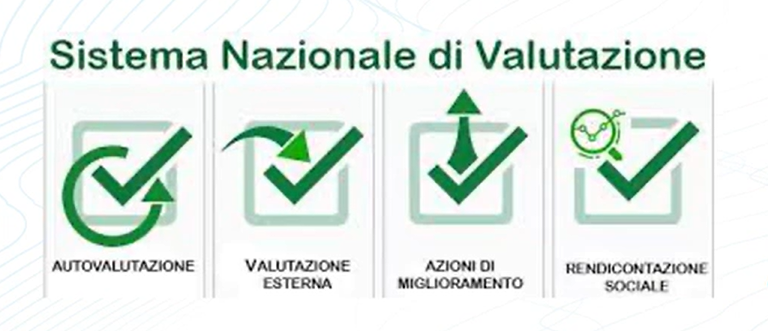 Sistema Nazionale di Valutazione
AUTOVALUTAZIONE
VALUTAZIONE
ESTERNA
AZIONI DI
MIGLIORAMENTO
RENDICONTAZIONE
SOCIALE